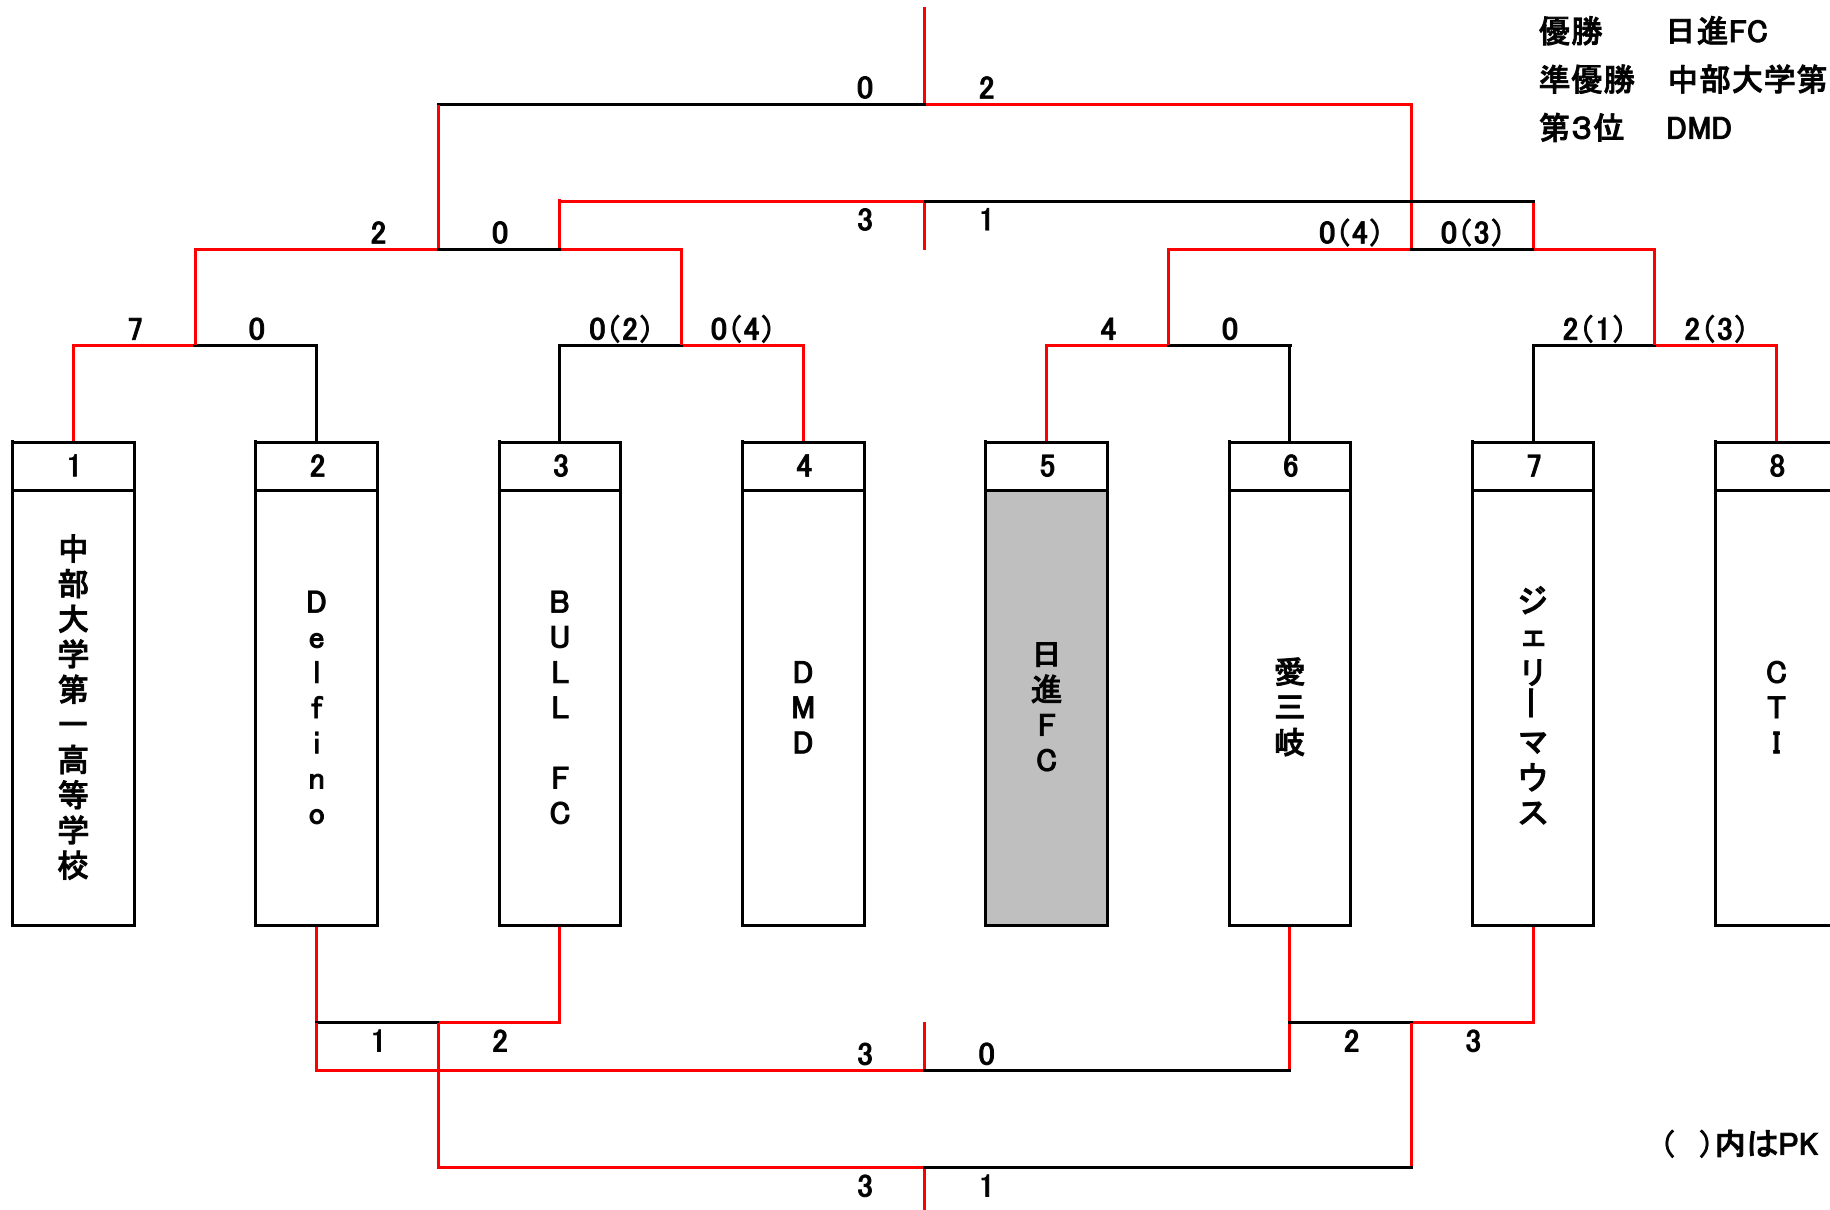 優勝 日進FC
準優勝 中部大学第
第3位 DMD
0 2
3 1
2 0
0(4) 0(3)
7 0
0(2) 0(4)
4 0
2(1) 2(3)
1 2 3 4 5 6 7 8
中部大学第一高等学校
Delfino
BULL FC
DMD
日進FC
愛三岐
ジェリーマウス
CTI
1 2
3 0
2 3
( )内はPK
3 1